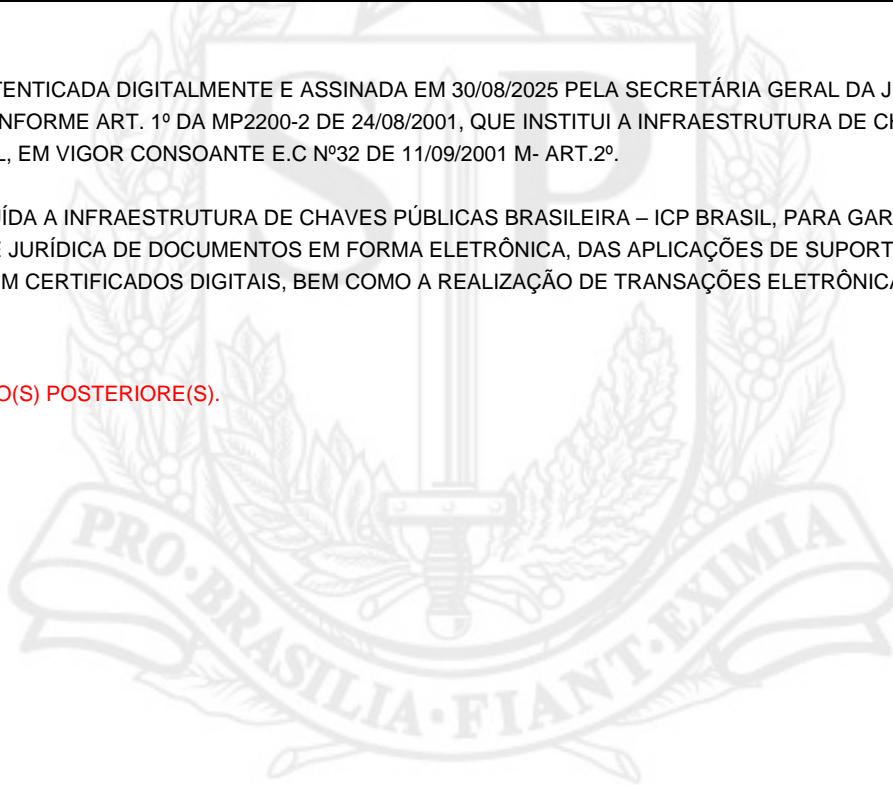 TENTICADA DIGITALMENTE E ASSINADA EM 30/08/2025 PELA SECRETÁRIA GERAL DA J
NFORME ART. 1º DA MP2200-2 DE 24/08/2001, QUE INSTITUI A INFRAESTRUTURA DE CH
L, EM VIGOR CONSOANTE E.C Nº32 DE 11/09/2001 M- ART.2º.
UÍDA A INFRAESTRUTURA DE CHAVES PÚBLICAS BRASILEIRA – ICP BRASIL, PARA GAR
E JURÍDICA DE DOCUMENTOS EM FORMA ELETRÔNICA, DAS APLICAÇÕES DE SUPORT
M CERTIFICADOS DIGITAIS, BEM COMO A REALIZAÇÃO DE TRANSAÇÕES ELETRÔNICA
O(S) POSTERIORE(S).
SP
PRO·BRASILIA·FIANT·EXIMIA